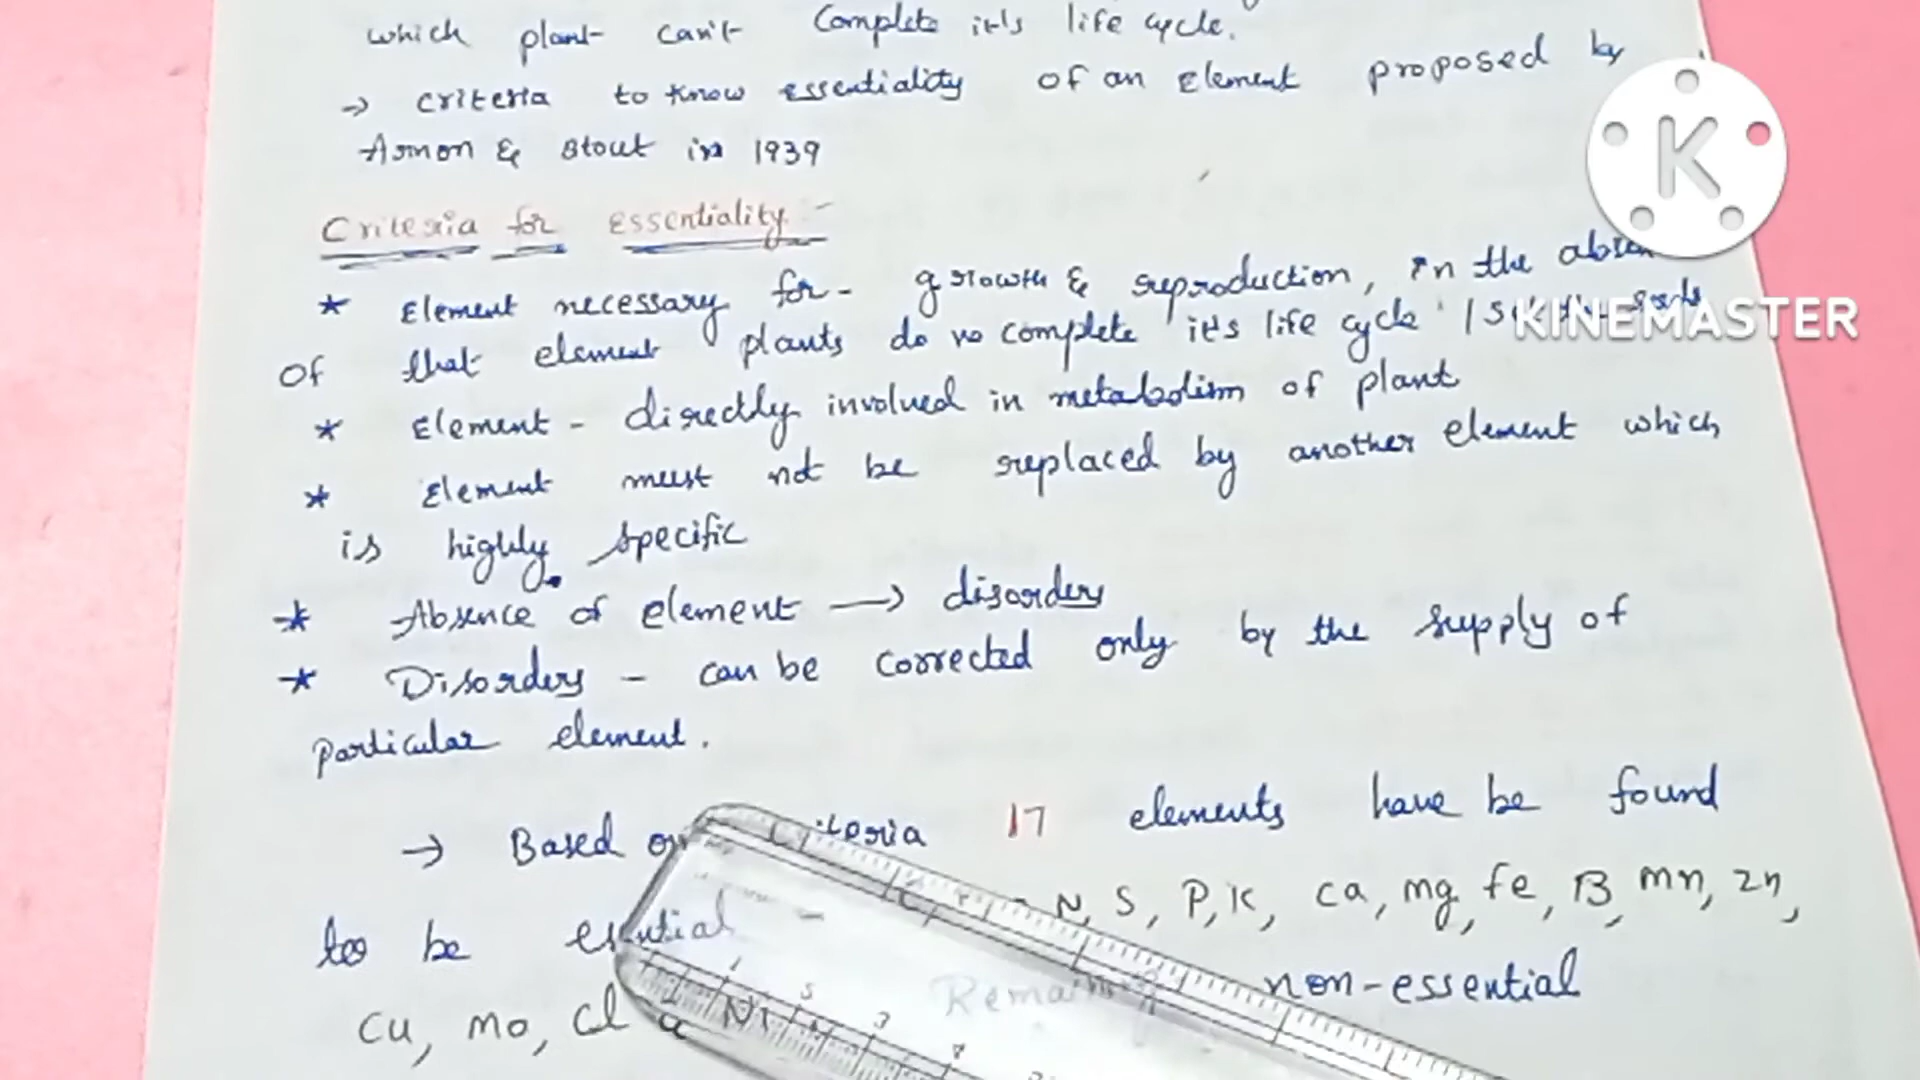 which plant can't complete it's life cycle.
→ criteria to know essentiality of an element proposed by
Arnon & Stout in 1939
Criteria for Essentiality :-
* Element necessary for - growth & reproduction, in the
of that element plants do no complete it's life cycle
* Element - directly involved in metabolism of plant
* Element must not be replaced by another element which
is highly specific
* Absence of element → disorders
* Disorders - can be corrected only by the supply of
particular element.
→ Based on 17 elements have be found
to be - N, S, P, K, Ca, Mg, Fe, B, Mn, Zn,
Cu, Mo, Cl & Ni Remaining non-essential
K
KINEMASTER